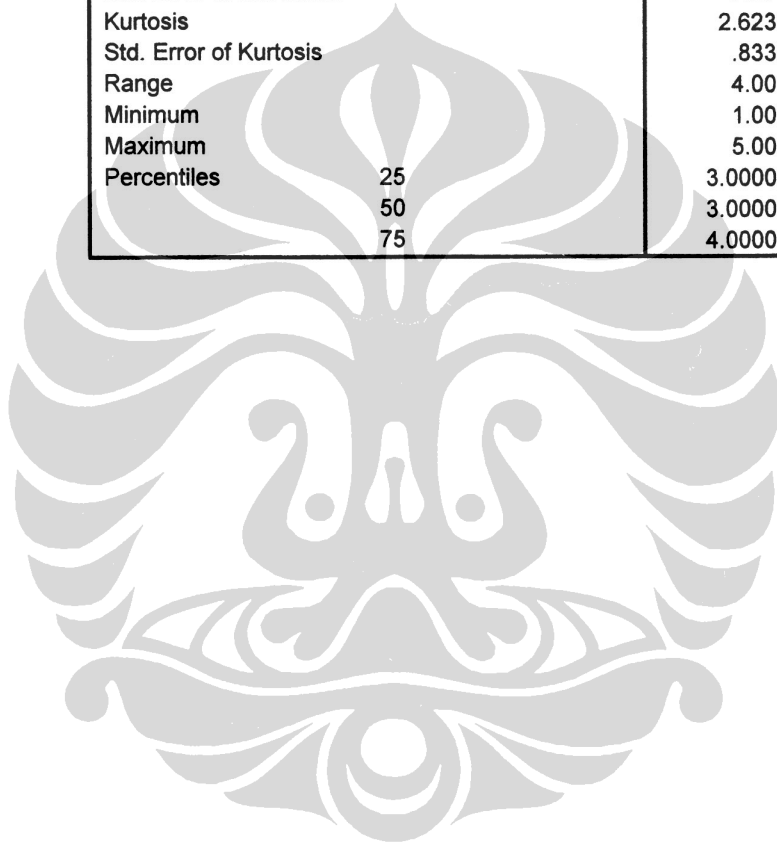 Kurtosis 2.623
Std. Error of Kurtosis .833
Range 4.00
Minimum 1.00
Maximum 5.00
Percentiles 25 3.0000
50 3.0000
75 4.0000